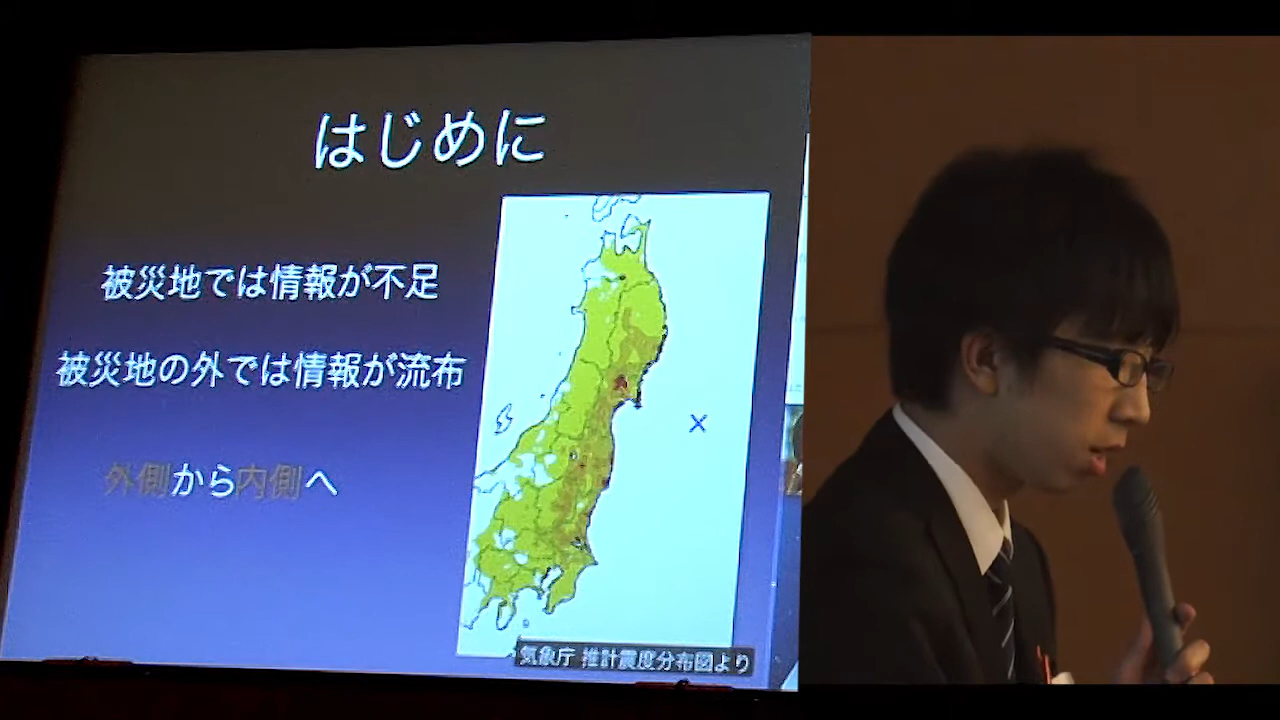 はじめに
被災地では情報が不足
被災地の外では情報が流布
外側から内側へ
×
気象庁 推計震度分布図より